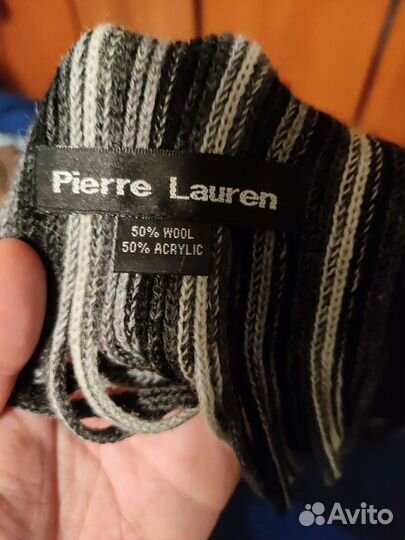 Pierre Lauren
50% WOOL
50% ACRYLIC
Avito